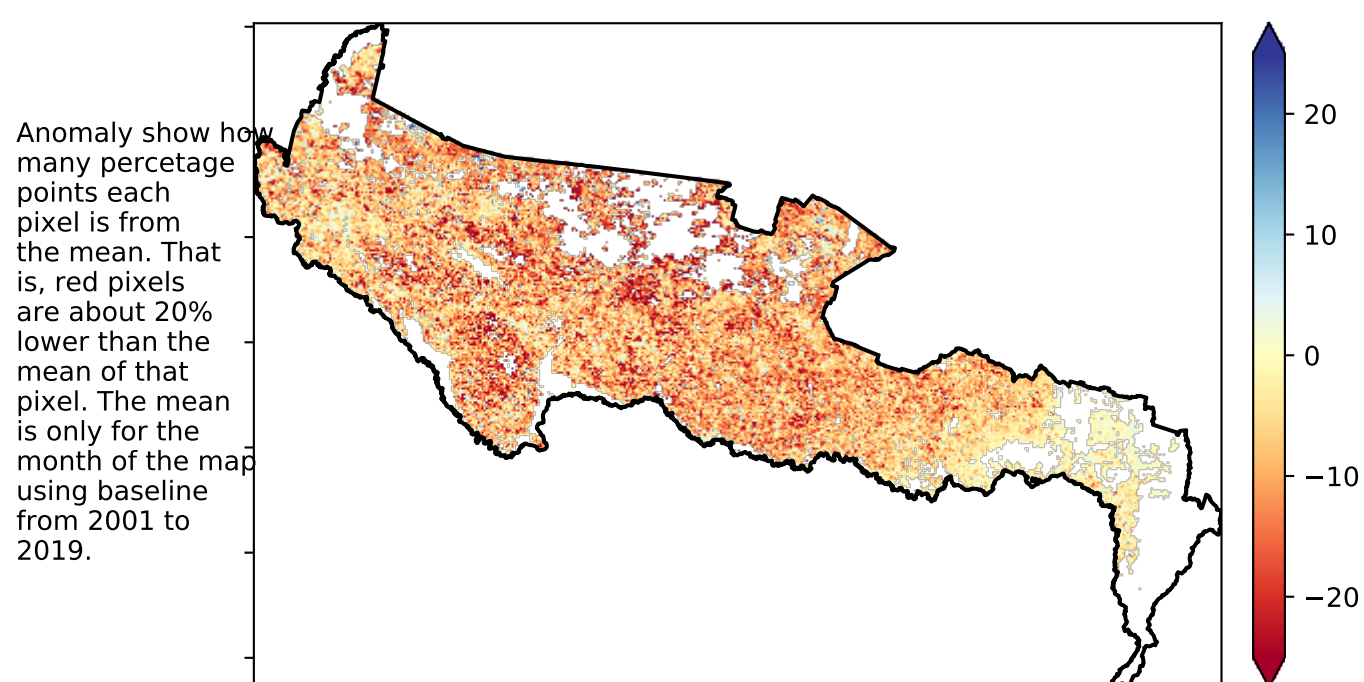 Anomaly show how
many percetage
points each
pixel is from
the mean. That
is, red pixels
are about 20%
lower than the
mean of that
pixel. The mean
is only for the
month of the map
using baseline
from 2001 to
2019.
20
10
0
−10
−20